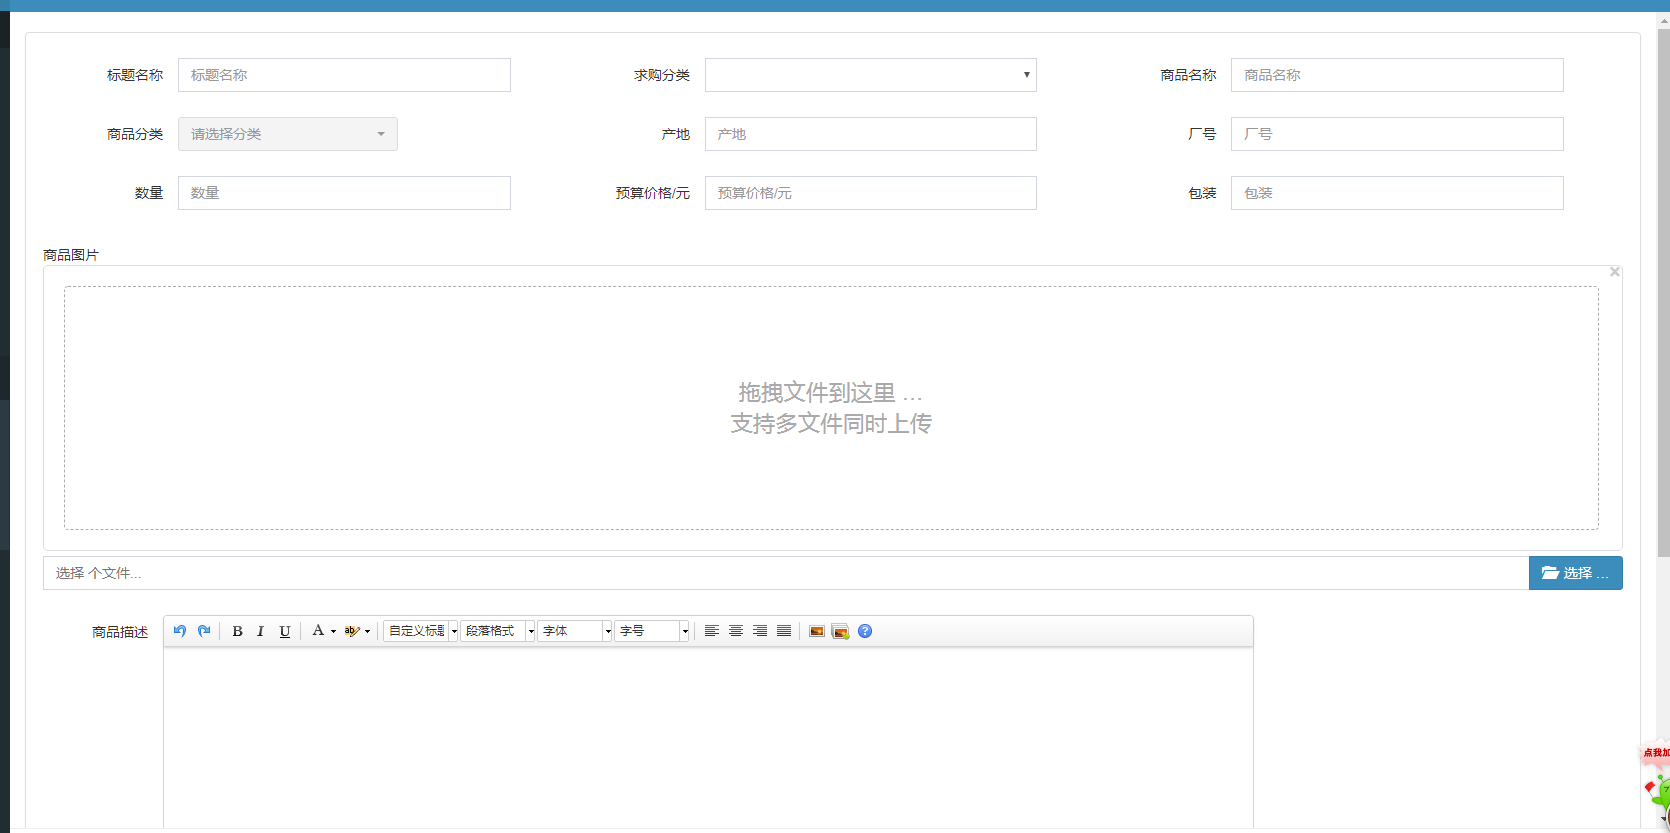 标题名称 标题名称 求购分类 商品名称 商品名称
商品分类 请选择分类 产地 产地 厂号 厂号
数量 数量 预算价格/元 预算价格/元 包装 包装
商品图片
×
拖拽文件到这里 ...
支持多文件同时上传
选择 个文件... 选择 ...
商品描述 B I U A ab 自定义标题 段落格式 字体 字号 ?
点我加